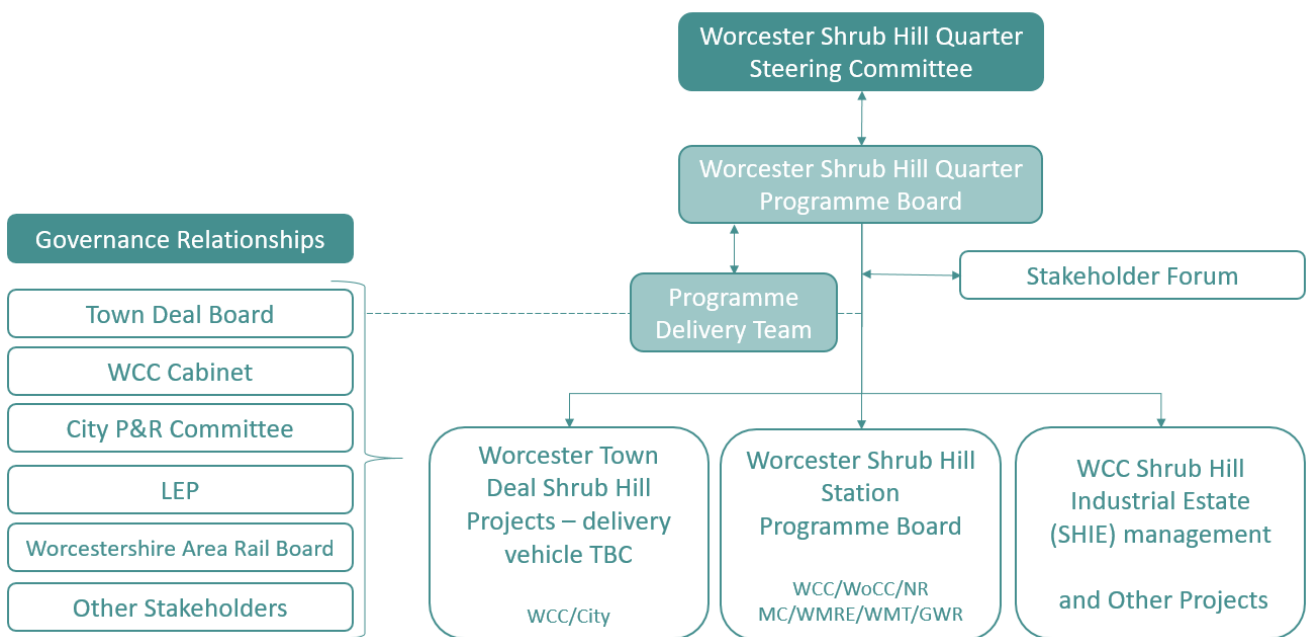 Worcester Shrub Hill Quarter
Steering Committee
Worcester Shrub Hill Quarter
Programme Board
Governance Relationships
Stakeholder Forum
Programme
Delivery Team
Town Deal Board
WCC Cabinet
City P&R Committee
LEP
Worcestershire Area Rail Board
Other Stakeholders
Worcester Town
Deal Shrub Hill
Projects – delivery
vehicle TBC
WCC/City
Worcester Shrub Hill
Station
Programme Board
WCC/WoCC/NR
MC/WMRE/WMT/GWR
WCC Shrub Hill
Industrial Estate
(SHIE) management
and Other Projects